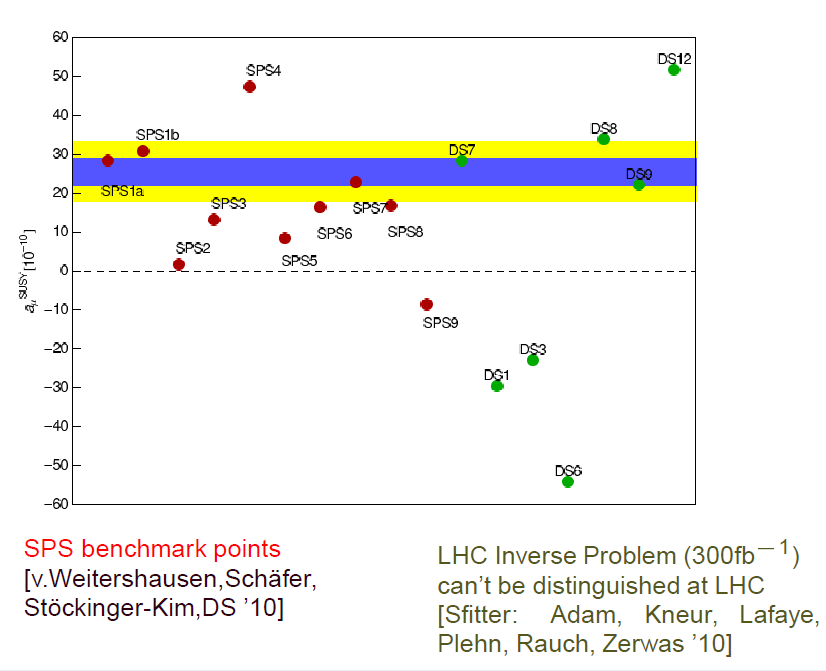 60
50
40
30
20
10
0
−10
−20
−30
−40
−50
−60
aμSUSY [10−10]
SPS1a
SPS1b
SPS2
SPS3
SPS4
SPS5
SPS6
SPS7
SPS8
SPS9
DS7
DS1
DS3
DS6
DS8
DS9
DS12
SPS benchmark points
[v.Weitershausen,Schäfer,
Stöckinger-Kim,DS ’10]
LHC Inverse Problem (300fb−1)
can’t be distinguished at LHC
[Sfitter: Adam, Kneur, Lafaye,
Plehn, Rauch, Zerwas ’10]